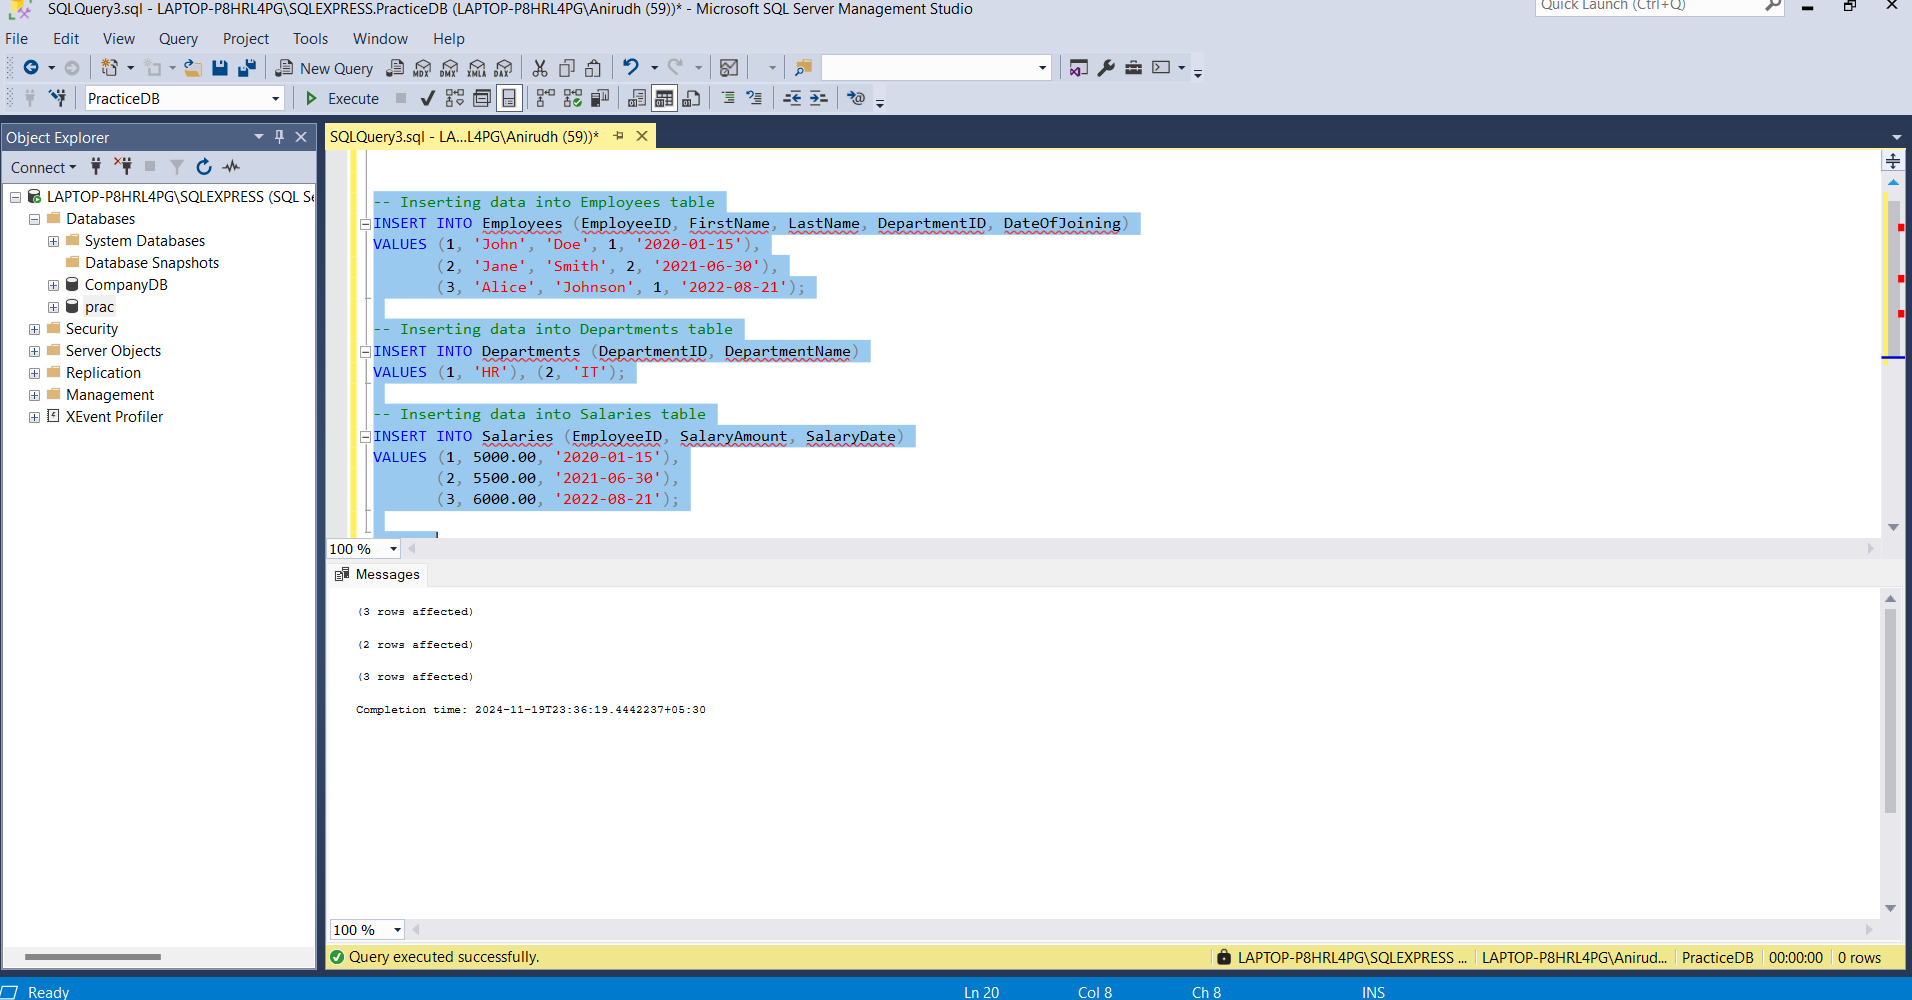 SQLQuery3.sql - LAPTOP-P8HRL4PG\SQLEXPRESS.PracticeDB (LAPTOP-P8HRL4PG\Anirudh (59))* - Microsoft SQL Server Management Studio
Quick Launch (Ctrl+Q)
File Edit View Query Project Tools Window Help
New Query MDX DMX XMLA DAX
PracticeDB Execute
Object Explorer
Connect
LAPTOP-P8HRL4PG\SQLEXPRESS (SQL Se
Databases
System Databases
Database Snapshots
CompanyDB
prac
Security
Server Objects
Replication
Management
XEvent Profiler
SQLQuery3.sql - LA...L4PG\Anirudh (59))*
-- Inserting data into Employees table
INSERT INTO Employees (EmployeeID, FirstName, LastName, DepartmentID, DateOfJoining)
VALUES (1, 'John', 'Doe', 1, '2020-01-15'),
(2, 'Jane', 'Smith', 2, '2021-06-30'),
(3, 'Alice', 'Johnson', 1, '2022-08-21');
-- Inserting data into Departments table
INSERT INTO Departments (DepartmentID, DepartmentName)
VALUES (1, 'HR'), (2, 'IT');
-- Inserting data into Salaries table
INSERT INTO Salaries (EmployeeID, SalaryAmount, SalaryDate)
VALUES (1, 5000.00, '2020-01-15'),
(2, 5500.00, '2021-06-30'),
(3, 6000.00, '2022-08-21');
100 %
Messages
(3 rows affected)
(2 rows affected)
(3 rows affected)
Completion time: 2024-11-19T23:36:19.4442237+05:30
100 %
Query executed successfully.
LAPTOP-P8HRL4PG\SQLEXPRESS ... LAPTOP-P8HRL4PG\Anirud... PracticeDB 00:00:00 0 rows
Ready Ln 20 Col 8 Ch 8 INS